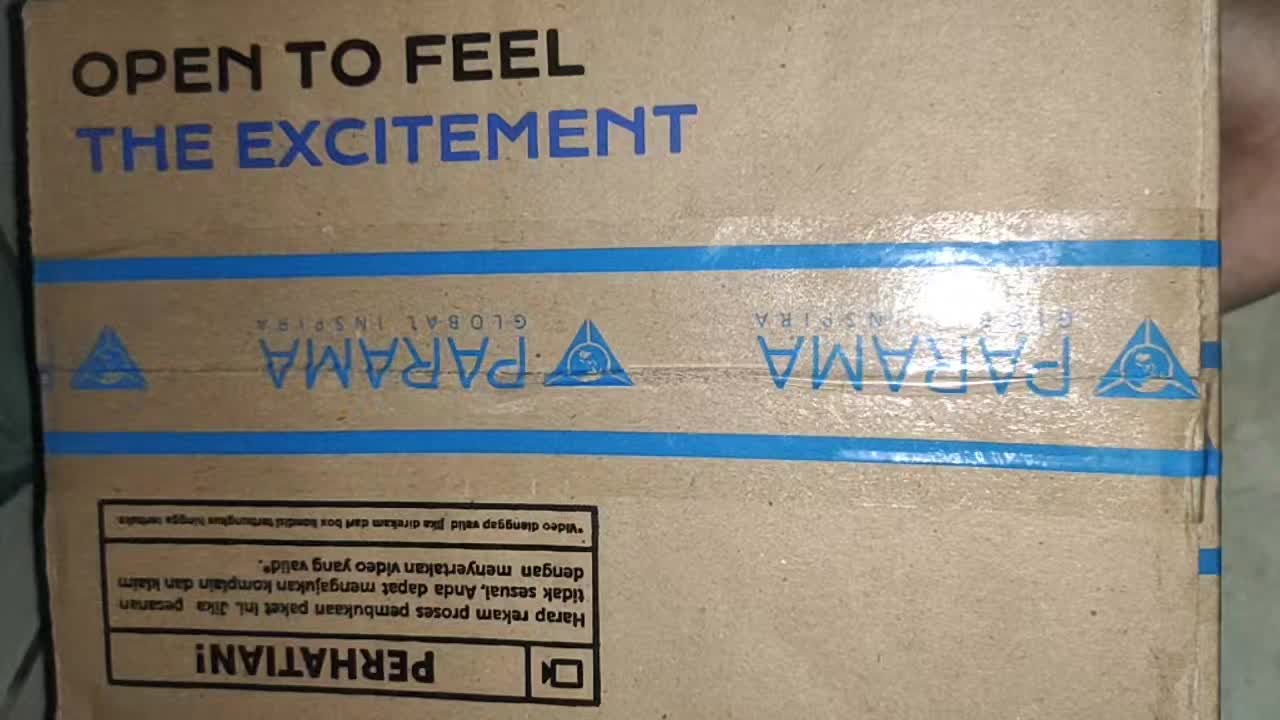 OPEN TO FEEL
THE EXCITEMENT
PARAMA
GLOBAL INSPIRA
PARAMA
INSPIRA
PERHATIAN!
Harap rekam proses pembukaan paket ini. Jika pesanan
tidak sesuai, Anda dapat mengajukan komplain dan klaim
dengan menyertakan video yang valid*.
*Video dianggap valid jika direkam dari box kondisi terbungkus hingga terbuka.